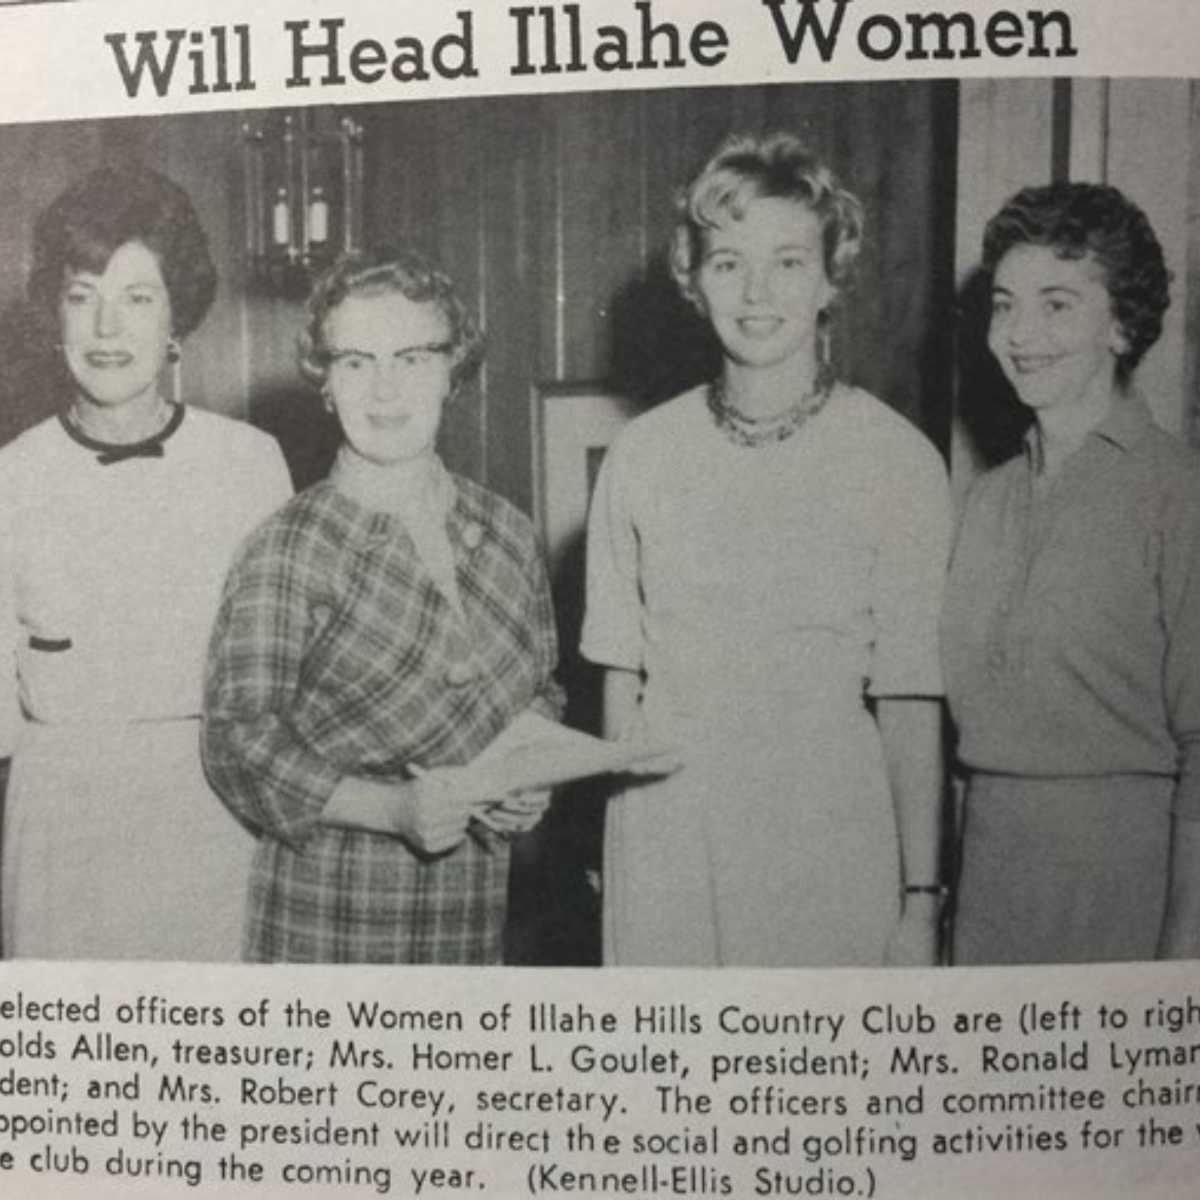 Will Head Illahe Women
elected officers of the Women of Illahe Hills Country Club are (left to righ
olds Allen, treasurer; Mrs. Homer L. Goulet, president; Mrs. Ronald Lyman
dent; and Mrs. Robert Corey, secretary. The officers and committee chair
ppointed by the president will direct the social and golfing activities for the
e club during the coming year. (Kennell-Ellis Studio.)